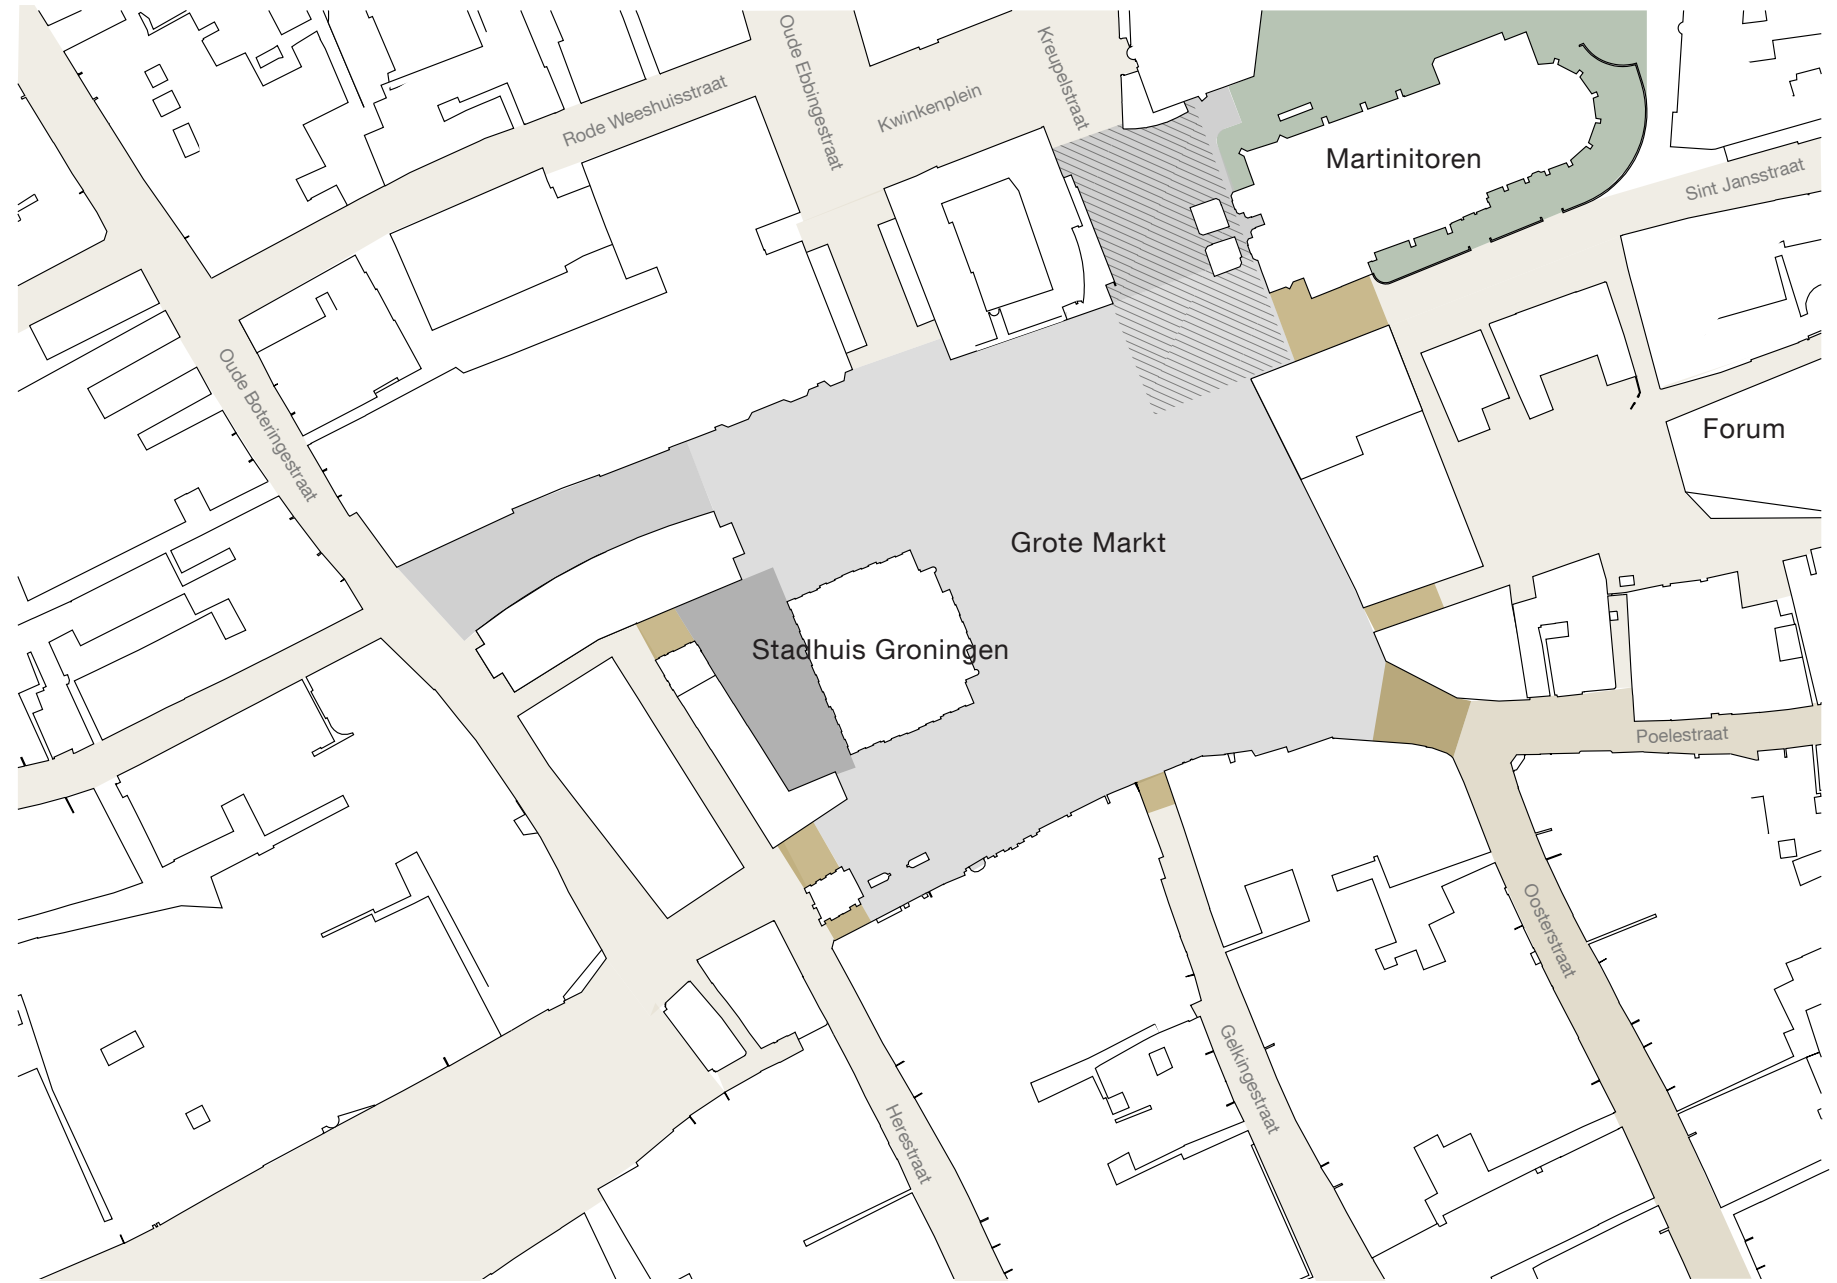 Oude Ebbingestraat
Kreupelstraat
Rode Weeshuisstraat
Kwinkenplein
Martinitoren
Sint Jansstraat
Oude Boteringestraat
Forum
Grote Markt
Stadhuis Groningen
Poelestraat
Oosterstraat
Gelkingestraat
Herestraat